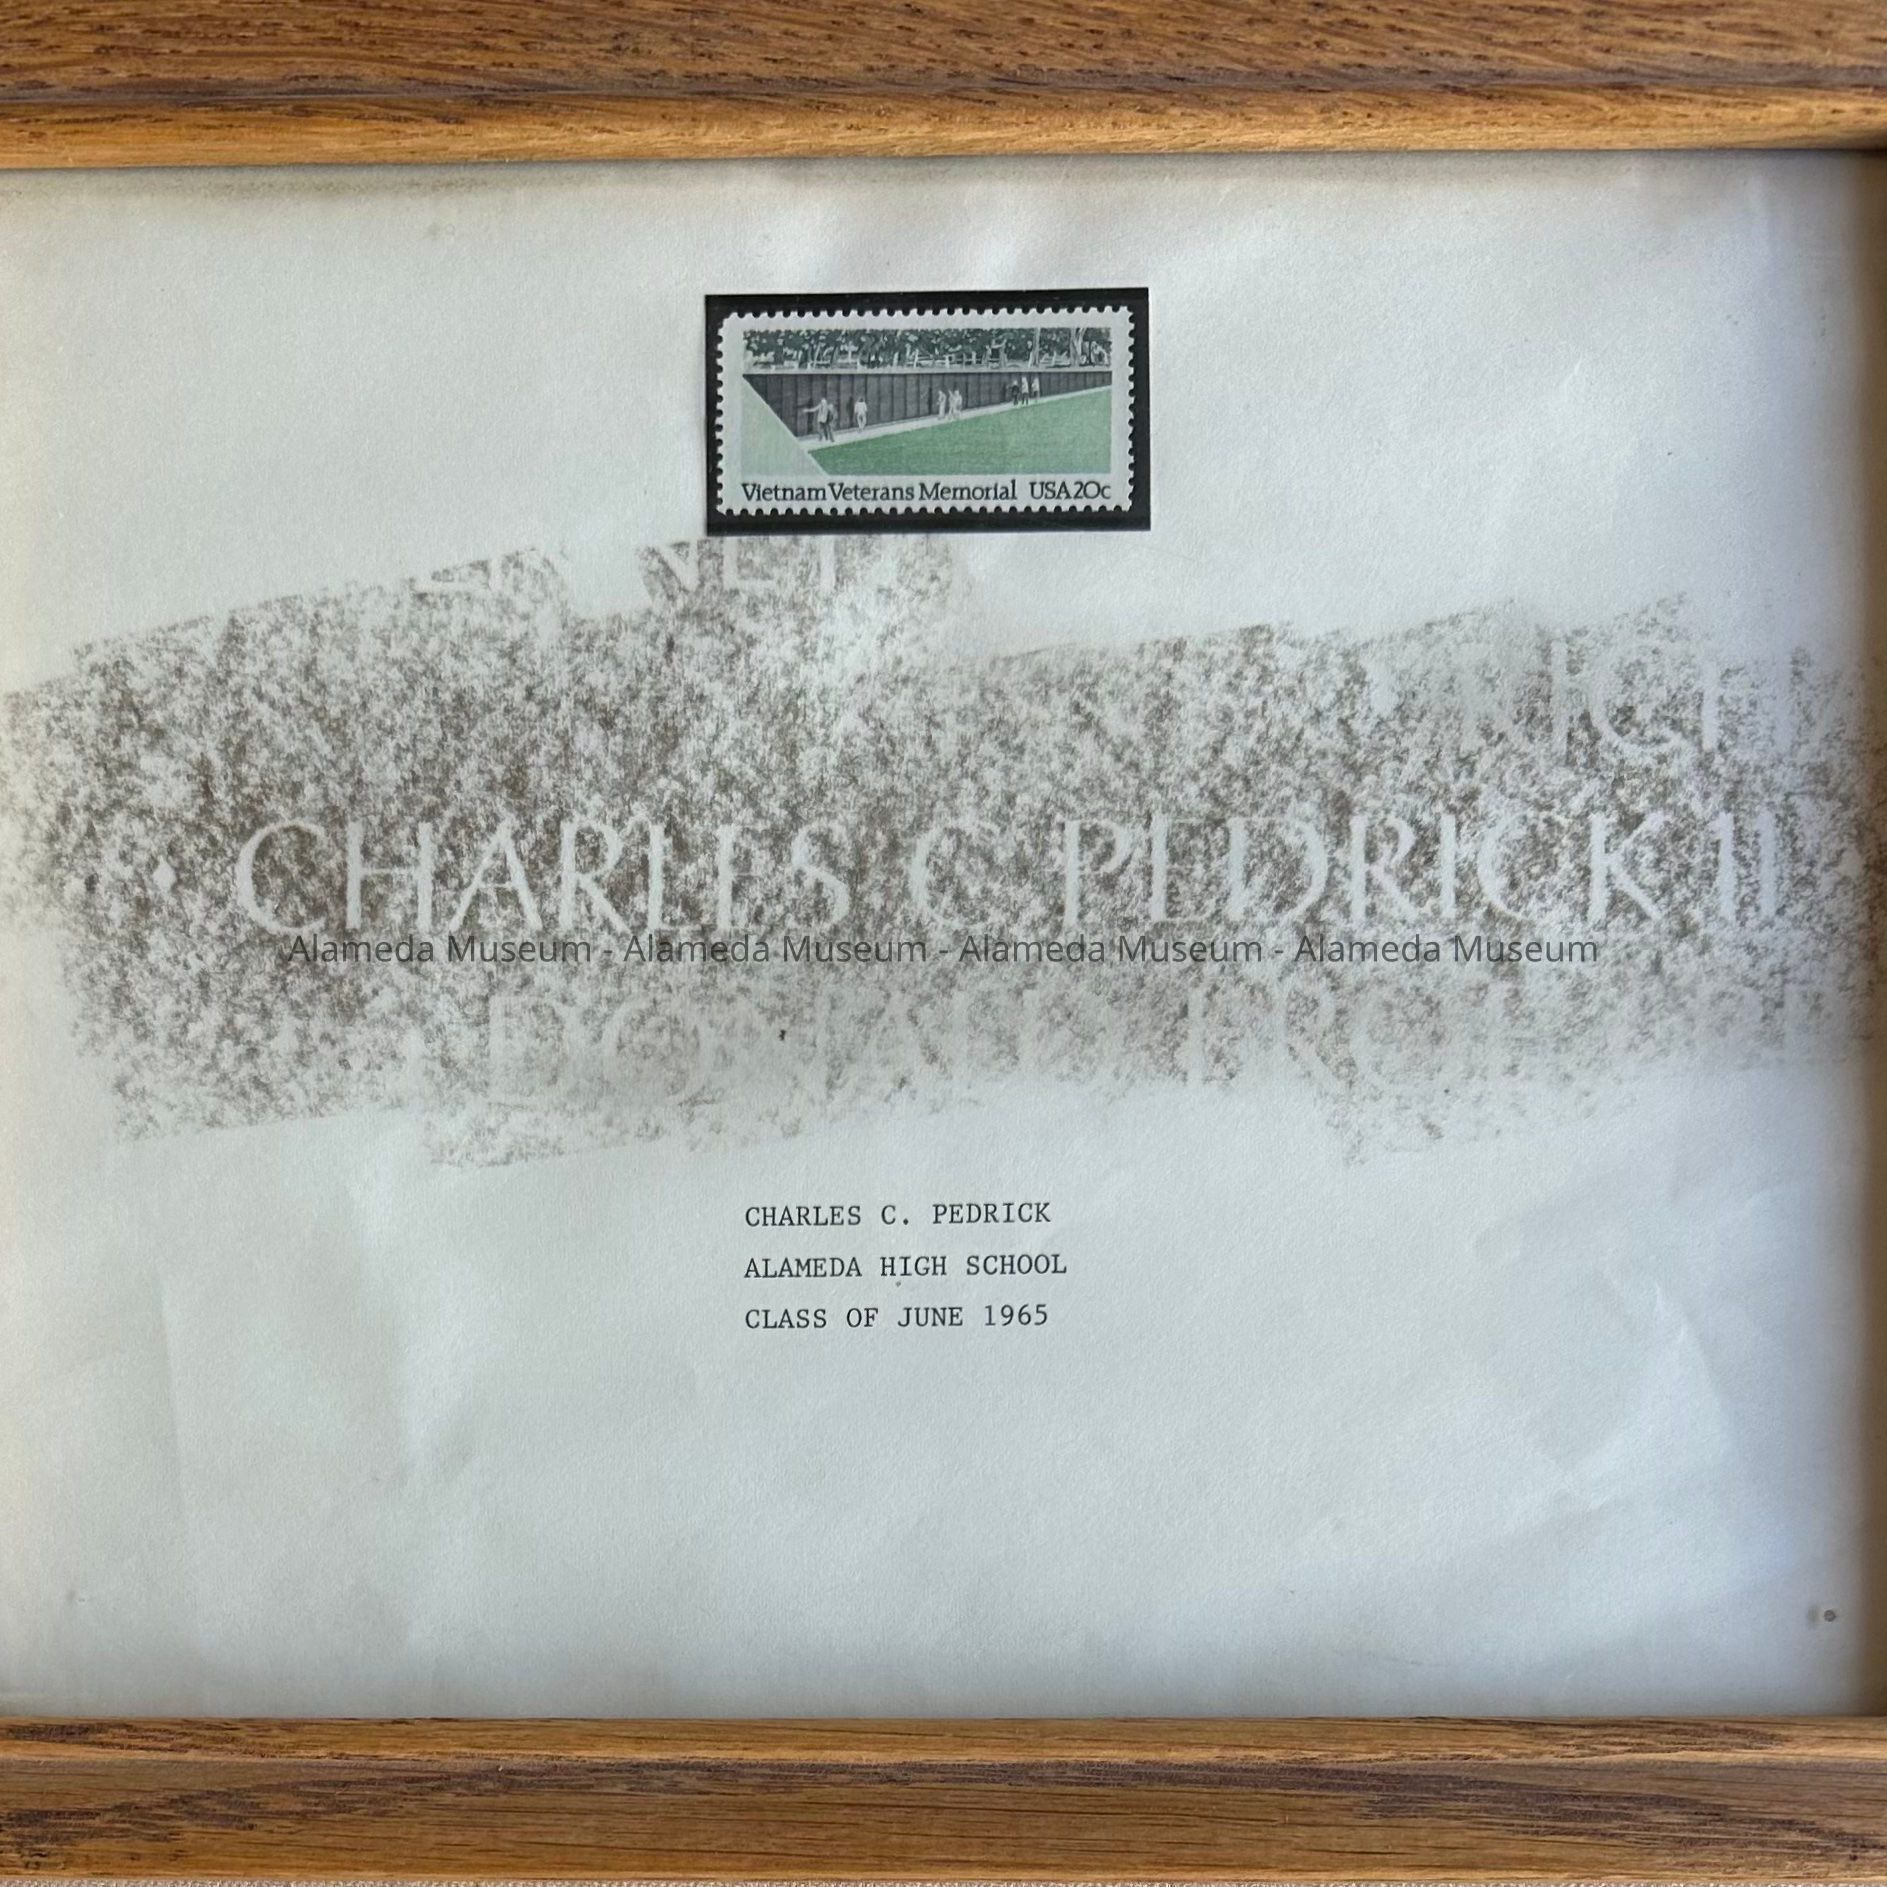 Vietnam Veterans Memorial USA 20c
CHARLES C PEDRICK II
Alameda Museum - Alameda Museum - Alameda Museum - Alameda Museum
CHARLES C. PEDRICK
ALAMEDA HIGH SCHOOL
CLASS OF JUNE 1965